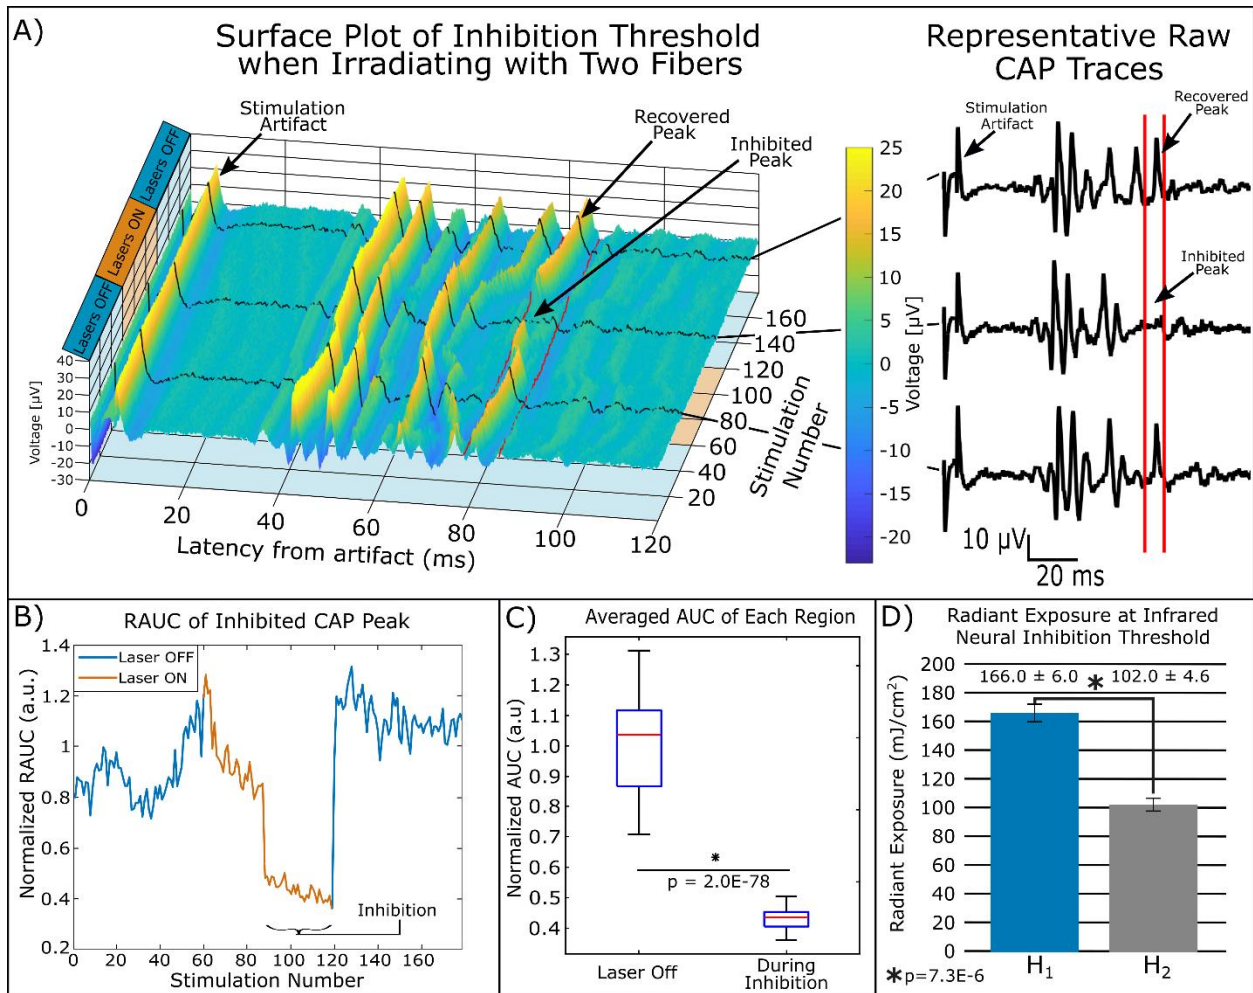 A)
Surface Plot of Inhibition Threshold
when Irradiating with Two Fibers
Representative Raw
CAP Traces
Stimulation
Artifact
Recovered
Peak
Inhibited
Peak
Lasers OFF
Lasers ON
Lasers OFF
40
30
20
10
0
-10
-20
-30
Voltage [µV]
0
20
40
60
80
100
120
Latency from artifact (ms)
20
40
60
80
100
120
140
160
Stimulation
Number
25
20
15
10
5
0
-5
-10
-15
-20
Voltage [µV]
Stimulation
Artifact
Recovered
Peak
Inhibited
Peak
10 µV
20 ms
B)
RAUC of Inhibited CAP Peak
Laser OFF
Laser ON
Normalized RAUC (a.u.)
1.4
1.2
1
0.8
0.6
0.4
0.2
Inhibition
0 20 40 60 80 100 120 140 160
Stimulation Number
C)
Averaged AUC of Each Region
Normalized AUC (a.u)
1.3
1.2
1.1
1.0
0.9
0.8
0.7
0.6
0.5
0.4
*
p = 2.0E-78
Laser Off
During
Inhibition
D)
Radiant Exposure at Infrared
Neural Inhibition Threshold
Radiant Exposure (mJ/cm²)
200
180
160
140
120
100
80
60
40
20
0
166.0 ± 6.0 * 102.0 ± 4.6
H₁ H₂
*p=7.3E-6